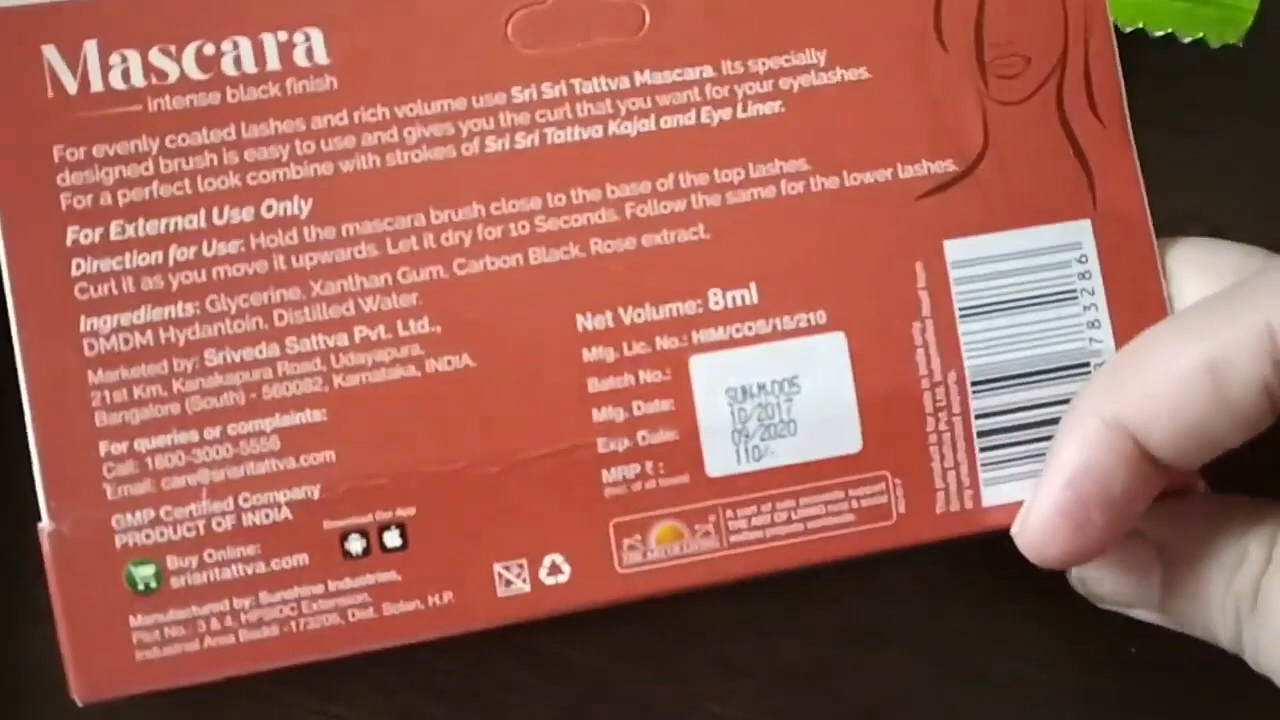 Mascara
intense black finish
For evenly coated lashes and rich volume use Sri Sri Tattva Mascara. Its specially
designed brush is easy to use and gives you the curl that you want for your eyelashes.
For a perfect look combine with strokes of Sri Sri Tattva Kajal and Eye Liner.
For External Use Only
Direction for Use: Hold the mascara brush close to the base of the top lashes.
Curl it as you move it upwards. Let it dry for 10 Seconds. Follow the same for the lower lashes.
Ingredients: Glycerine, Xanthan Gum, Carbon Black, Rose extract,
DMDM Hydantoin, Distilled Water.
Marketed by: Sriveda Sattva Pvt. Ltd.,
21st Km, Kanakapura Road, Udayapura,
Bangalore (South) - 560082, Karnataka, INDIA.
For queries or complaints:
Call: 1800-3000-5556
Email: care@srisritattva.com
GMP Certified Company
PRODUCT OF INDIA
Download Our App
Buy Online:
srisritattva.com
Manufactured by: Sunshine Industries,
Plot No.: 3 & 4, HPSIDC Extension,
Industrial Area Baddi -173205, Dist. Solan, H.P.
Net Volume: 8ml
Mfg. Lic. No.: HIM/COS/15/210
Batch No.:
Mfg. Date: 10/2017
Exp. Date: 09/2020
MRP ₹: 110/-
THE ART OF LIVING
783286